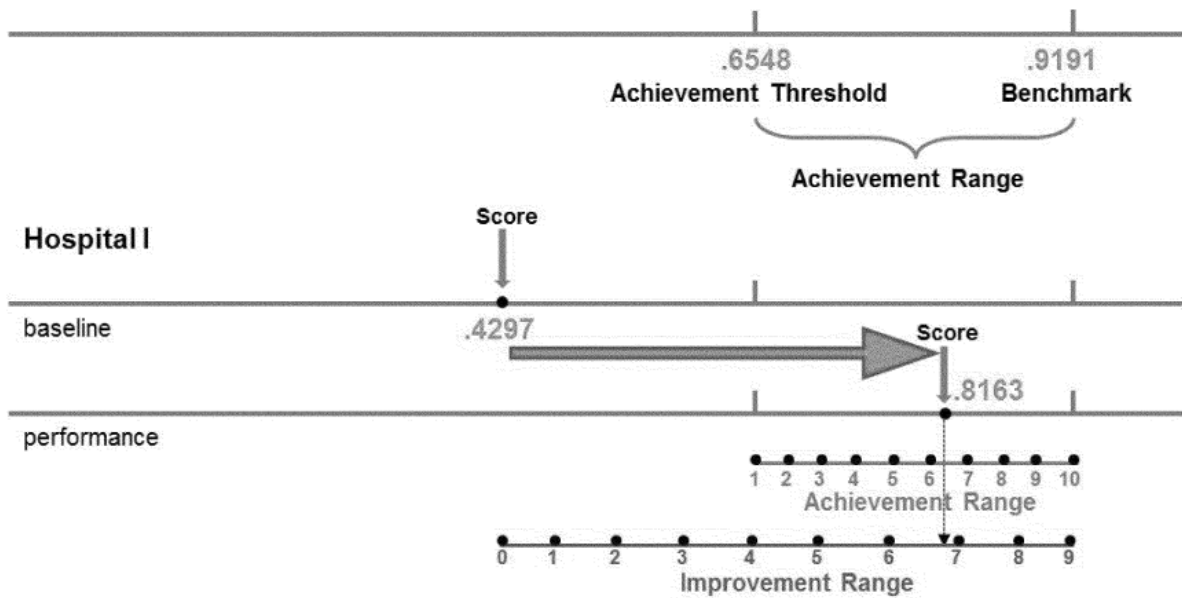 .6548 .9191
Achievement Threshold Benchmark
Achievement Range
Score
Hospital I
baseline
.4297 Score
.8163
performance
1 2 3 4 5 6 7 8 9 10
Achievement Range
0 1 2 3 4 5 6 7 8 9
Improvement Range